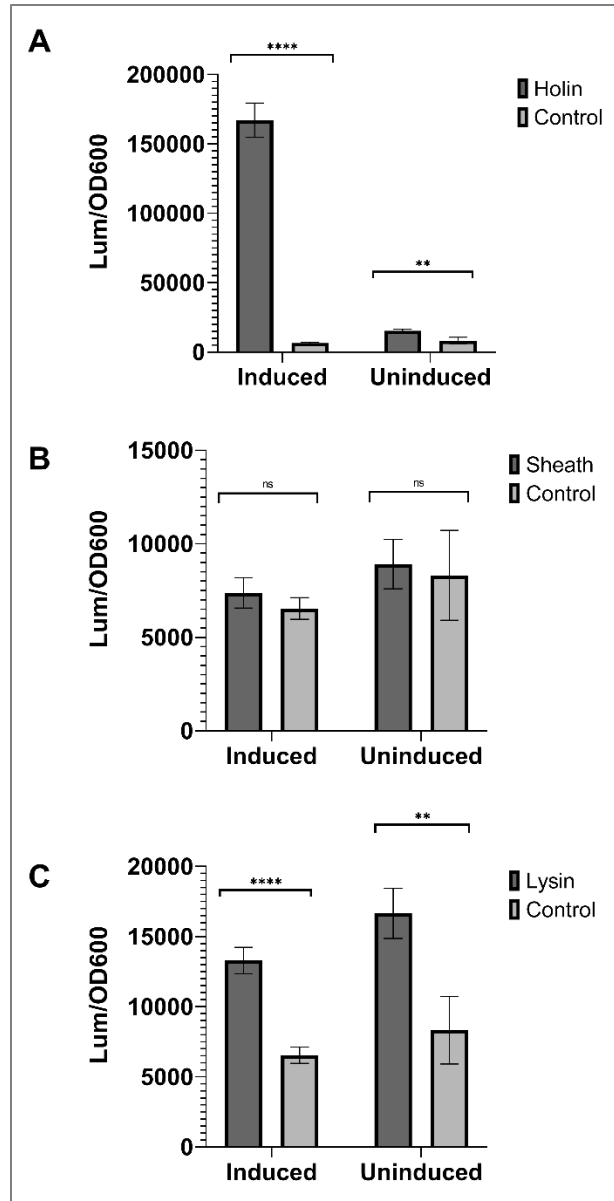 A
****
200000
150000
100000
50000
0
Lum/OD600
**
Holin
Control
Induced Uninduced
B
15000
10000
5000
0
Lum/OD600
ns ns
Sheath
Control
Induced Uninduced
C
**
****
20000
15000
10000
5000
0
Lum/OD600
Lysin
Control
Induced Uninduced